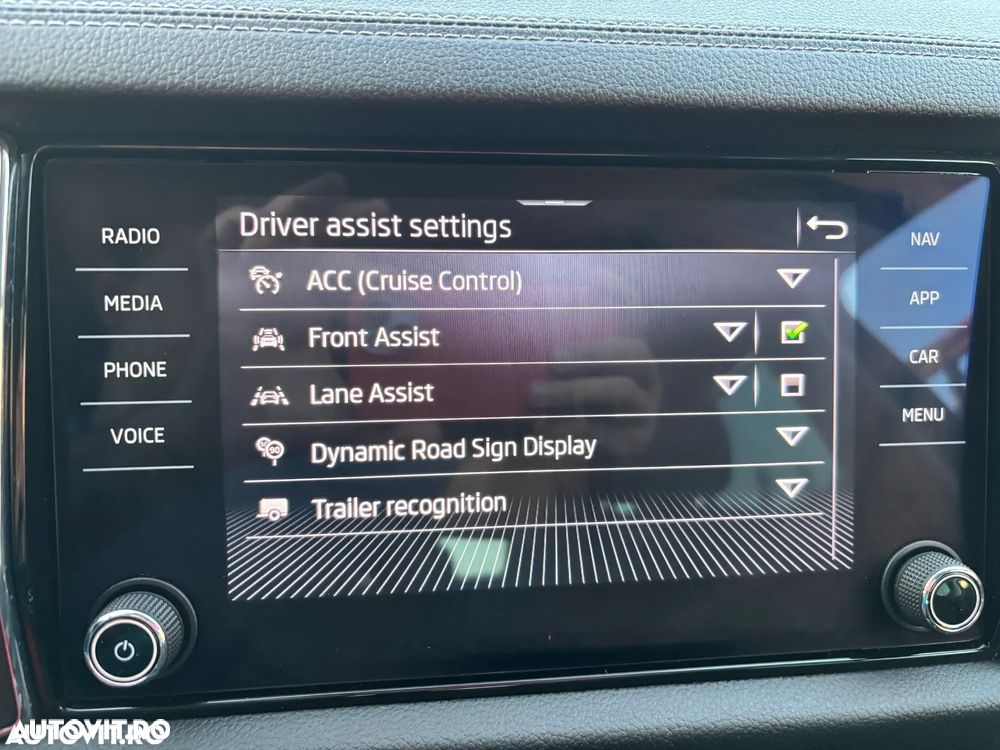 Driver assist settings
RADIO
MEDIA
PHONE
VOICE
ACC (Cruise Control)
Front Assist
Lane Assist
Dynamic Road Sign Display
Trailer recognition
NAV
APP
CAR
MENU
90
AUTOVIT.RO